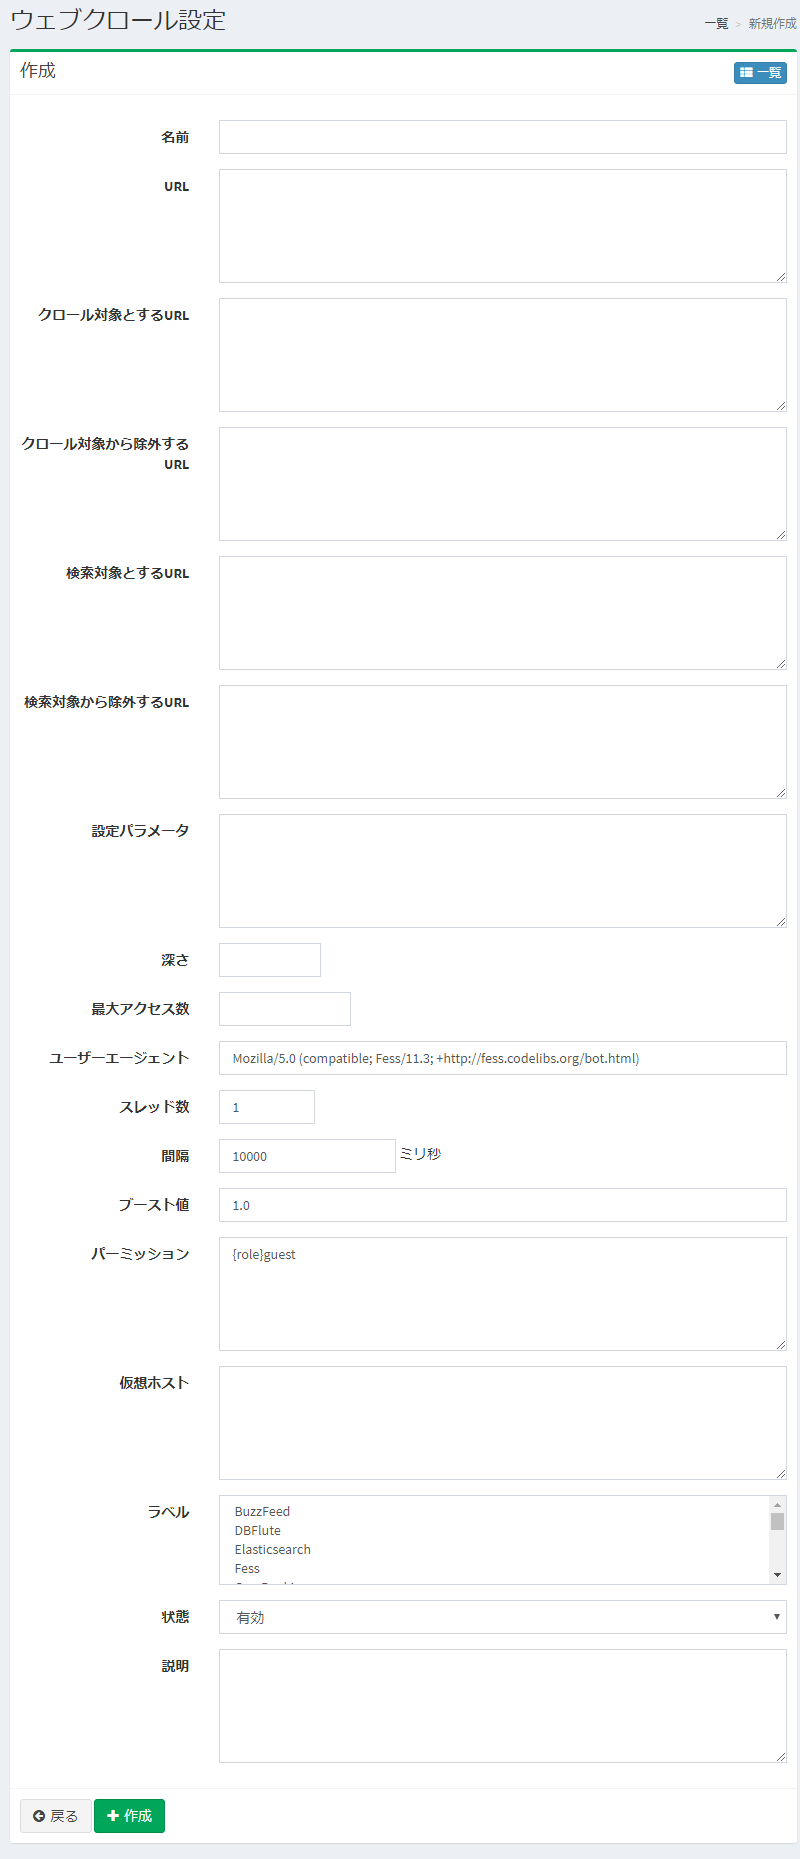 ウェブクロール設定
一覧 > 新規作成
作成
一覧
名前
URL
クロール対象とするURL
クロール対象から除外する
URL
検索対象とするURL
検索対象から除外するURL
設定パラメータ
深さ
最大アクセス数
ユーザーエージェント
Mozilla/5.0 (compatible; Fess/11.3; +http://fess.codelibs.org/bot.html)
スレッド数
1
間隔
10000
ミリ秒
ブースト値
1.0
パーミッション
{role}guest
仮想ホスト
ラベル
BuzzFeed
DBFlute
Elasticsearch
Fess
状態
有効
説明
戻る
作成